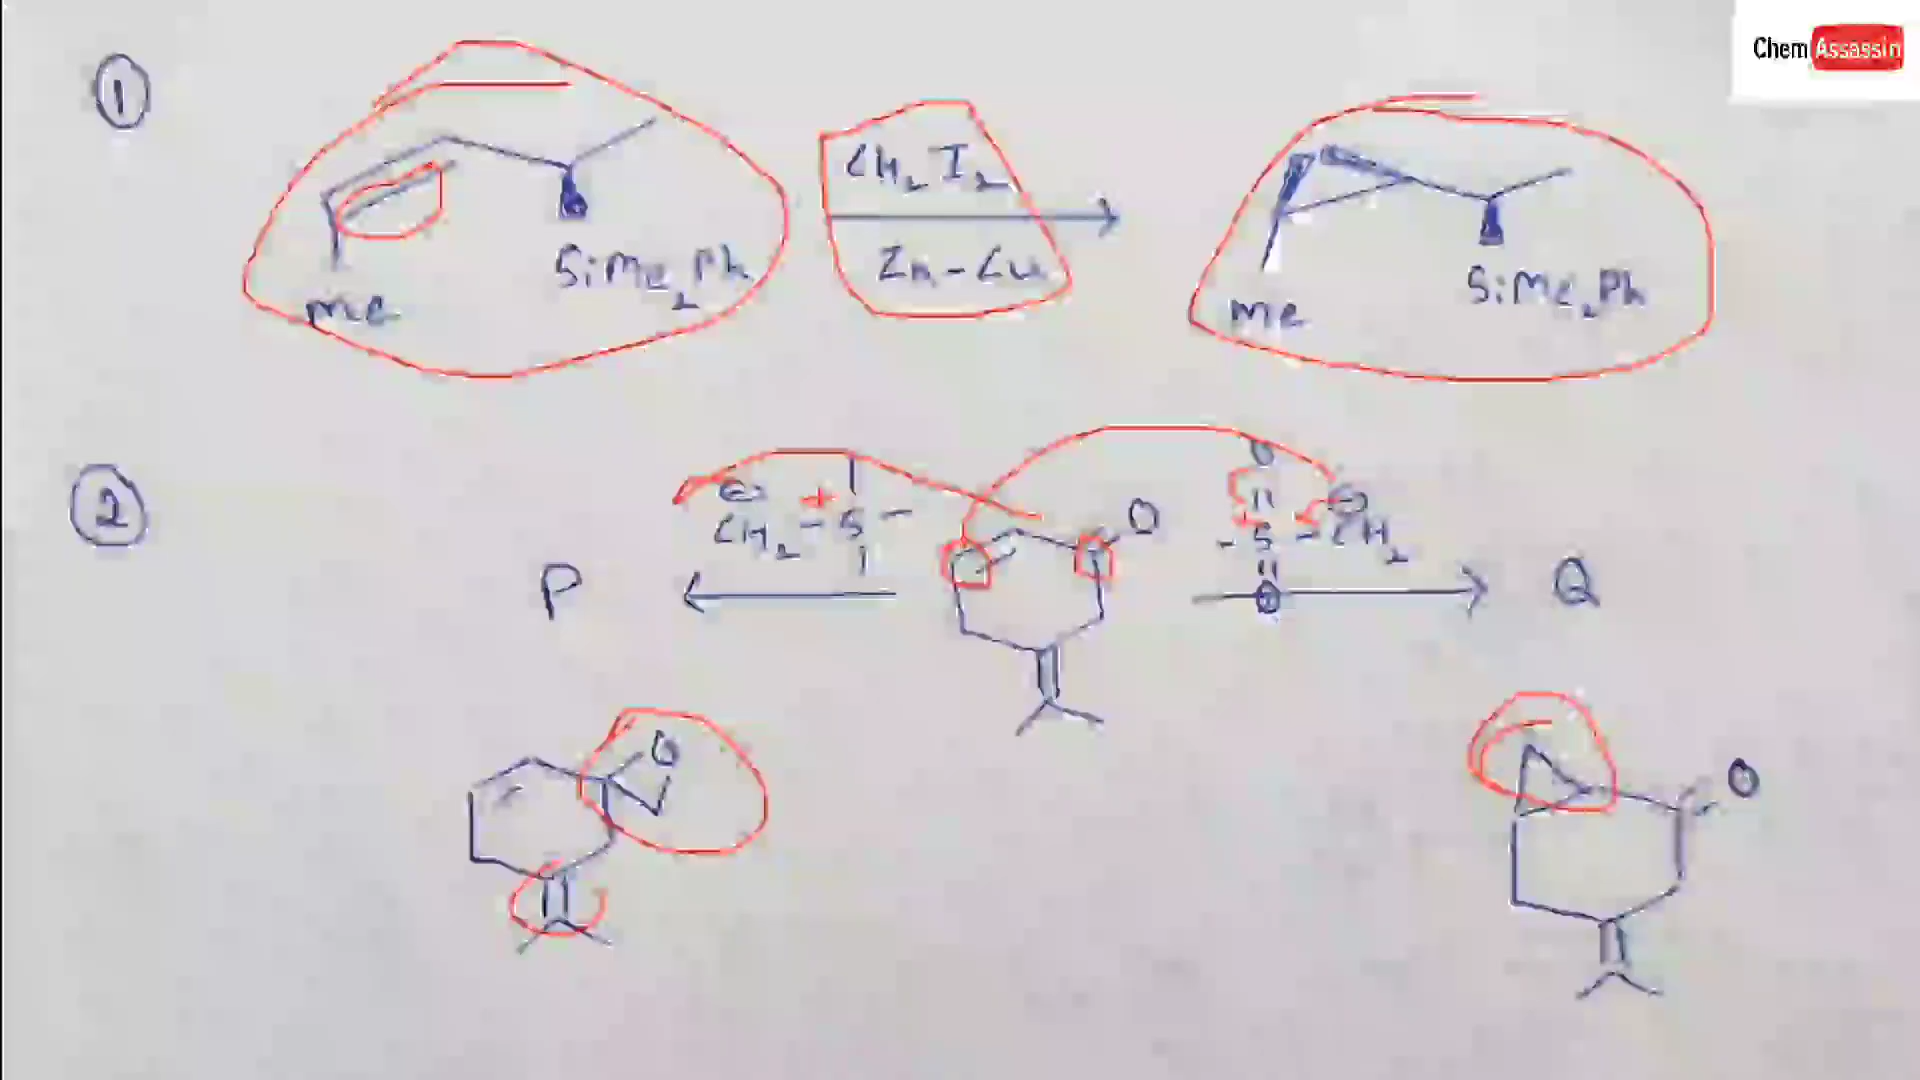 Chem Assassin
1
CH2I2
Zn-Cu
Me
SiMe2Ph
Me
SiMe2Ph
2
P
⊖
CH2-S-
+
O
O
=
-S-CH2
⊖
=
O
Q
O
O